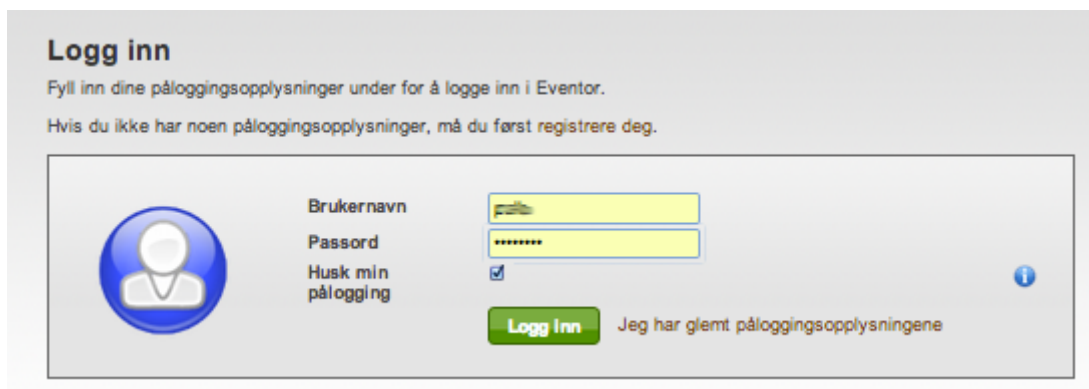 Logg inn
Fyll inn dine påloggingsopplysninger under for å logge inn i Eventor.
Hvis du ikke har noen påloggingsopplysninger, må du først registrere deg.
Brukernavn
Passord ••••••••
Husk min
pålogging
Logg inn Jeg har glemt påloggingsopplysningene